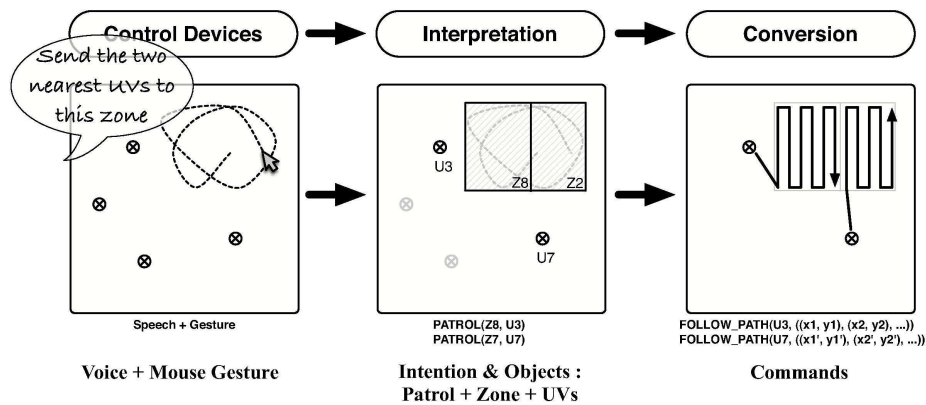 Control Devices
Interpretation
Conversion
Send the two
nearest UVs to
this zone
U3
Z8
Z2
U7
Speech + Gesture
PATROL(Z8, U3)
PATROL(Z7, U7)
FOLLOW_PATH(U3, ((x1, y1), (x2, y2), ...))
FOLLOW_PATH(U7, ((x1', y1'), (x2', y2'), ...))
Voice + Mouse Gesture
Intention & Objects :
Patrol + Zone + UVs
Commands